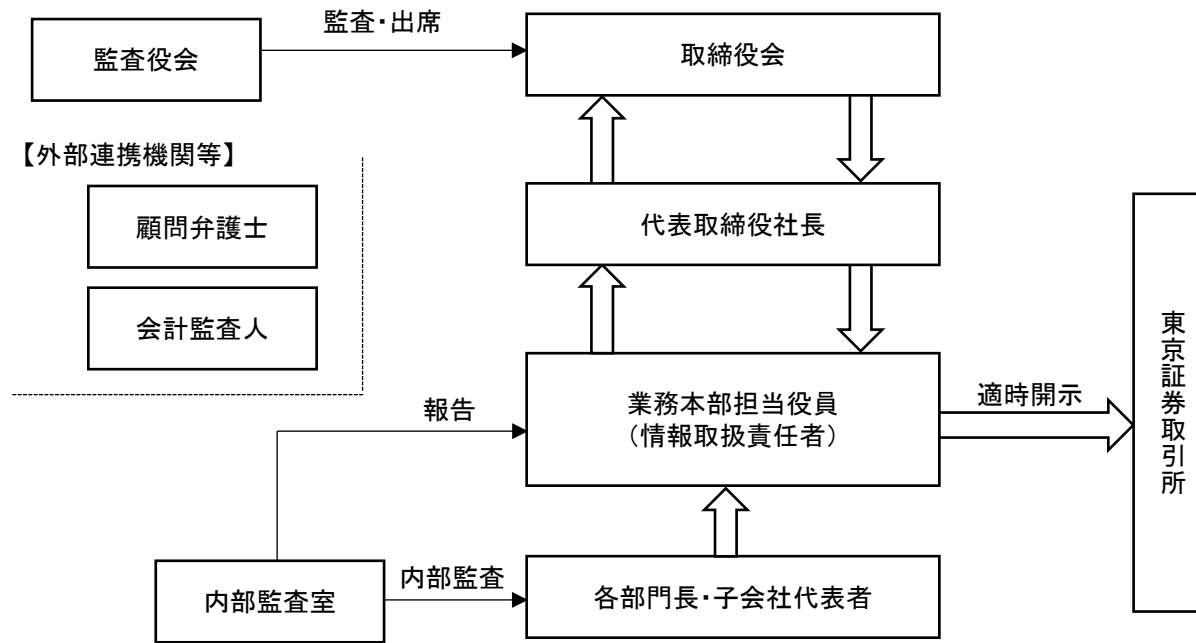 監査・出席
監査役会
取締役会
【外部連携機関等】
顧問弁護士
代表取締役社長
会計監査人
東京証券取引所
業務本部担当役員
（情報取扱責任者）
適時開示
報告
内部監査
内部監査室
各部門長・子会社代表者